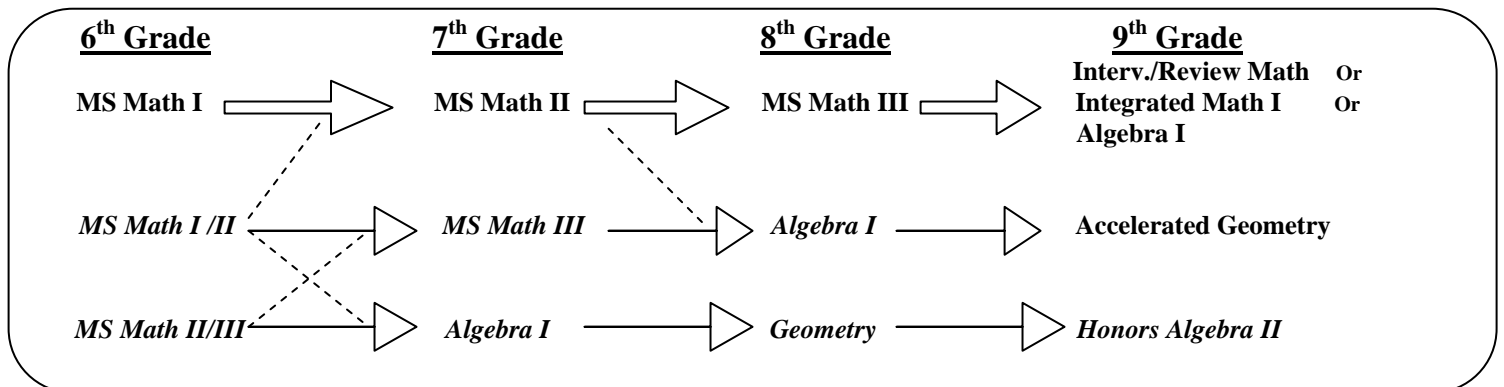 6th Grade 7th Grade 8th Grade 9th Grade
MS Math I MS Math II MS Math III Interv./Review Math Or
Integrated Math I Or
Algebra I
MS Math I /II MS Math III Algebra I Accelerated Geometry
MS Math II/III Algebra I Geometry Honors Algebra II